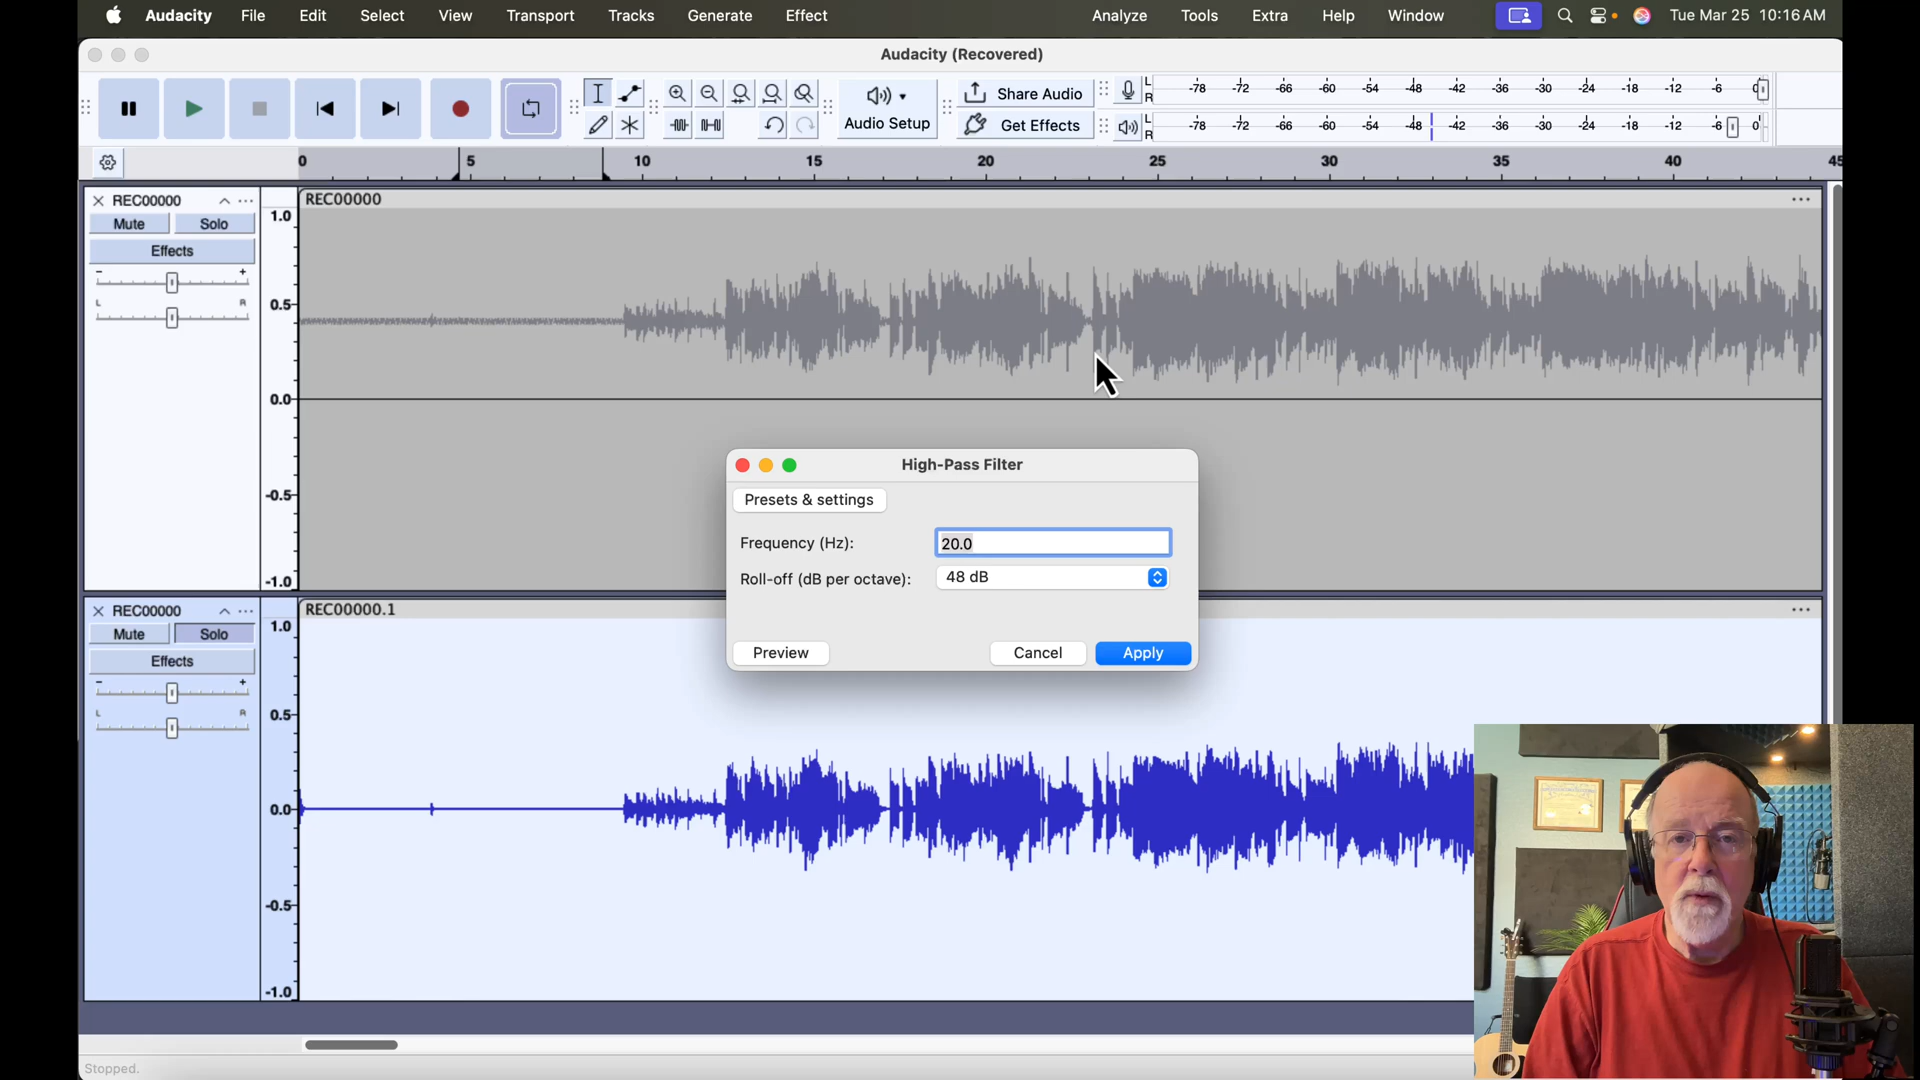 Audacity File Edit Select View Transport Tracks Generate Effect Analyze Tools Extra Help Window Tue Mar 25 10:16 AM
Audacity (Recovered)
Audio Setup
Share Audio
Get Effects
L
R
-78 -72 -66 -60 -54 -48 -42 -36 -30 -24 -18 -12 -6 0
L
R
-78 -72 -66 -60 -54 -48 -42 -36 -30 -24 -18 -12 -6 0
0 5 10 15 20 25 30 35 40 45
REC00000
Mute Solo
Effects
- +
L R
1.0
0.5
0.0
-0.5
-1.0
REC00000
High-Pass Filter
Presets & settings
Frequency (Hz): 20.0
Roll-off (dB per octave): 48 dB
Preview Cancel Apply
REC00000
Mute Solo
Effects
- +
L R
1.0
0.5
0.0
-0.5
-1.0
REC00000.1
Stopped.